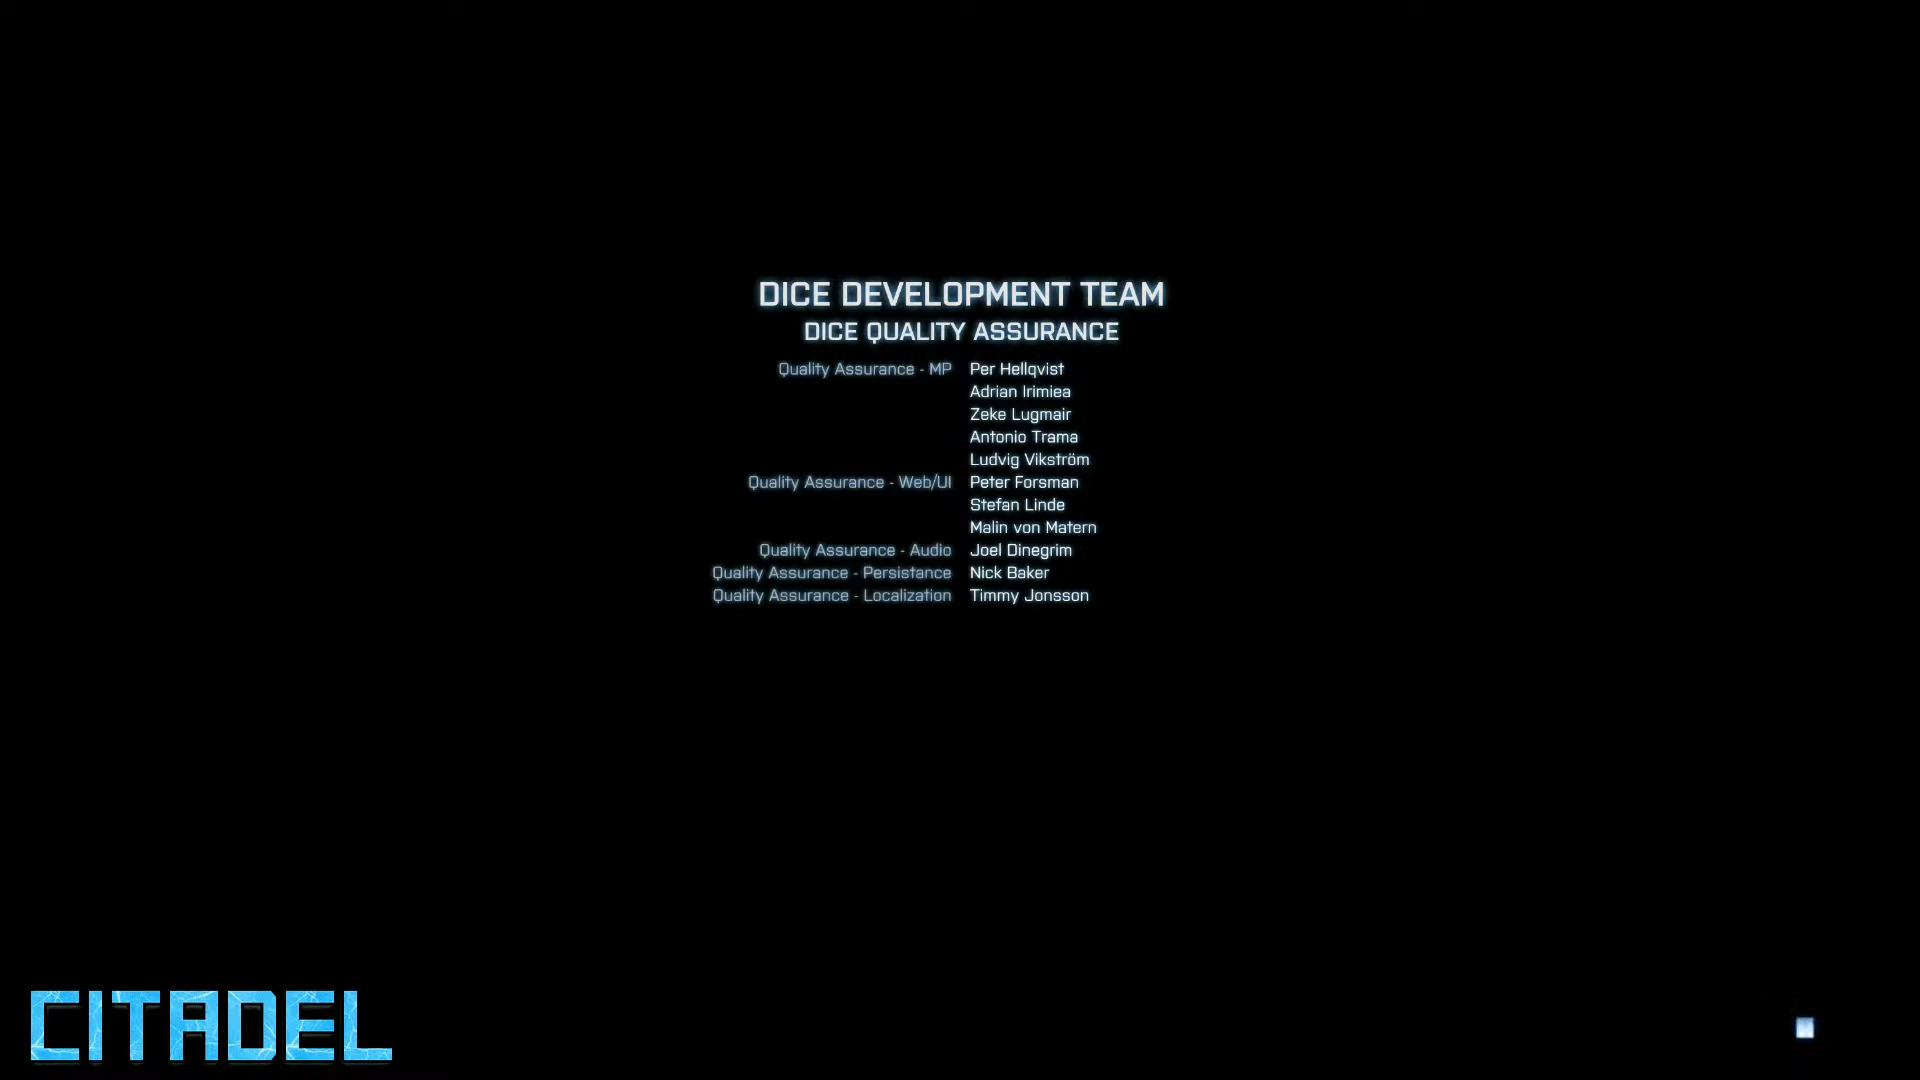 DICE DEVELOPMENT TEAM
DICE QUALITY ASSURANCE
Quality Assurance - MP Per Hellqvist
Adrian Irimiea
Zeke Lugmair
Antonio Trama
Ludvig Vikström
Quality Assurance - Web/UI Peter Forsman
Stefan Linde
Malin von Matern
Quality Assurance - Audio Joel Dinegrim
Quality Assurance - Persistance Nick Baker
Quality Assurance - Localization Timmy Jonsson
CITADEL